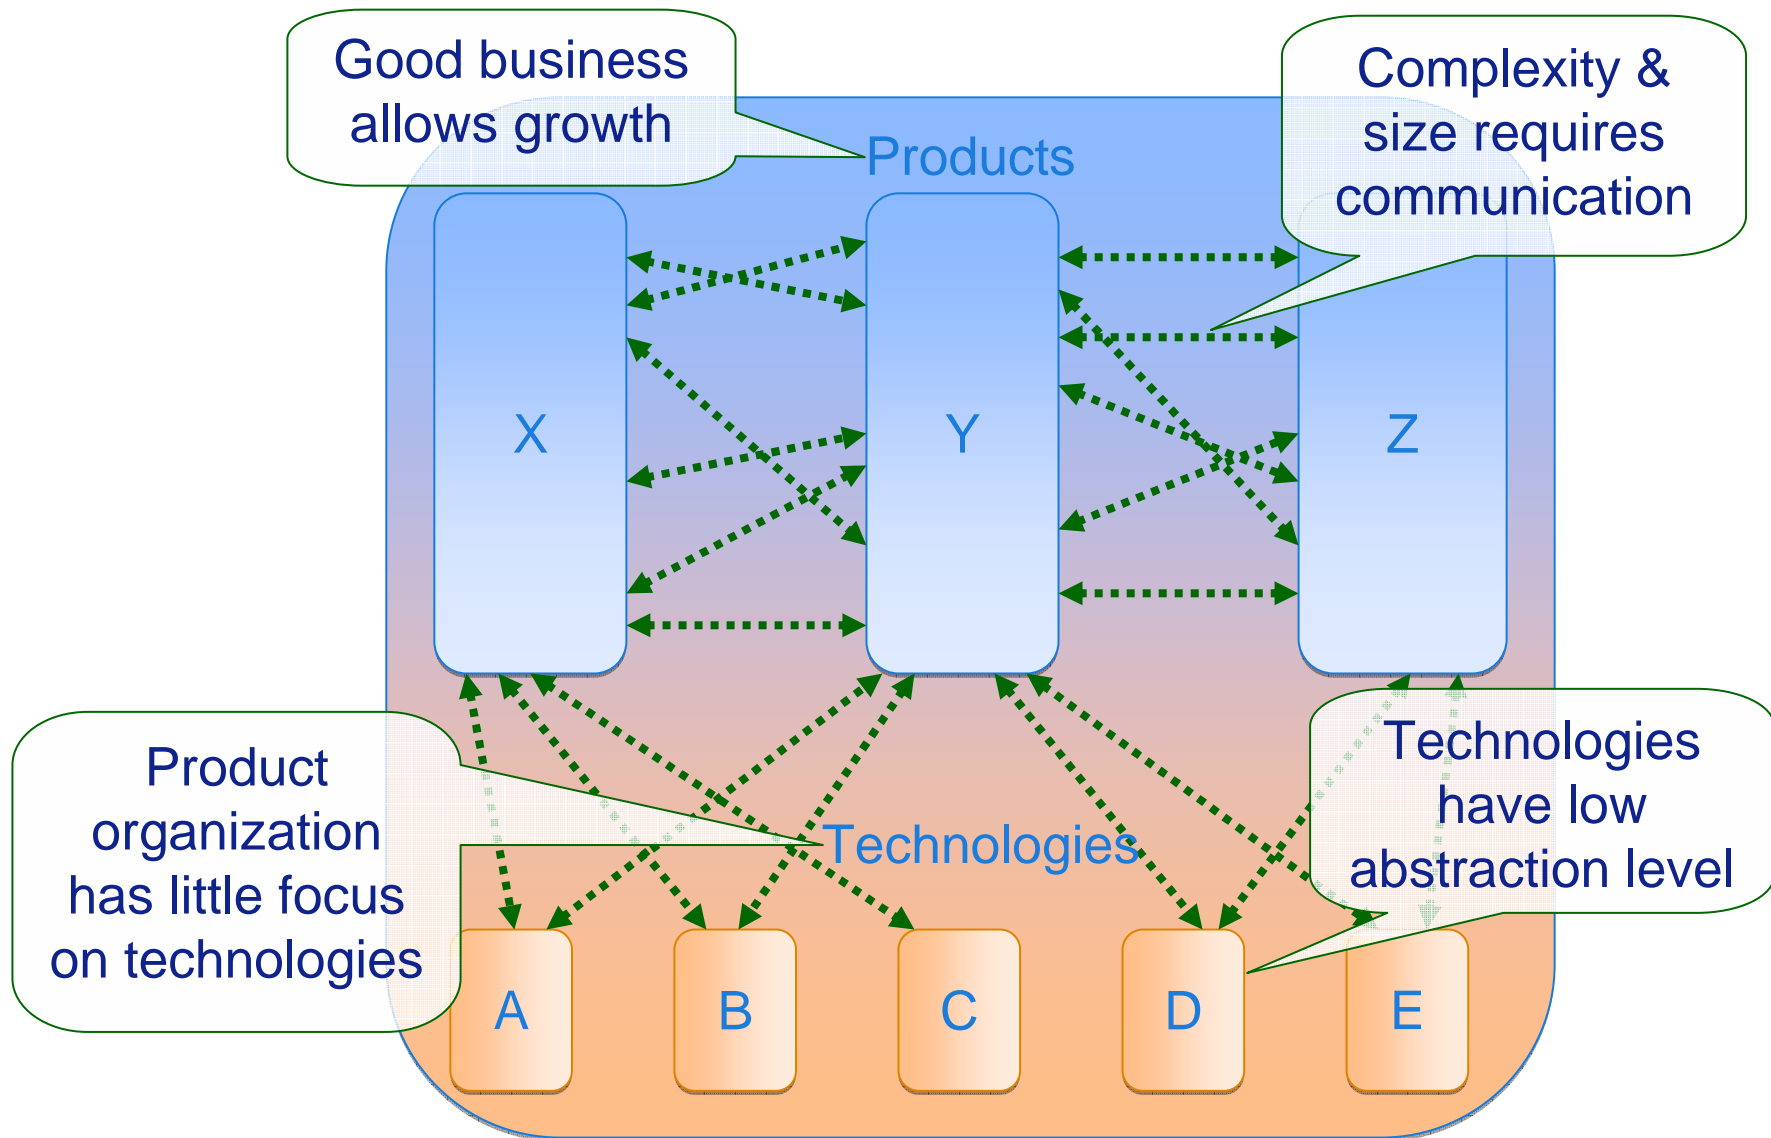 Good business
allows growth
Complexity &
size requires
communication
Products
X
Y
Z
Product
organization
has little focus
on technologies
Technologies
Technologies
have low
abstraction level
A
B
C
D
E